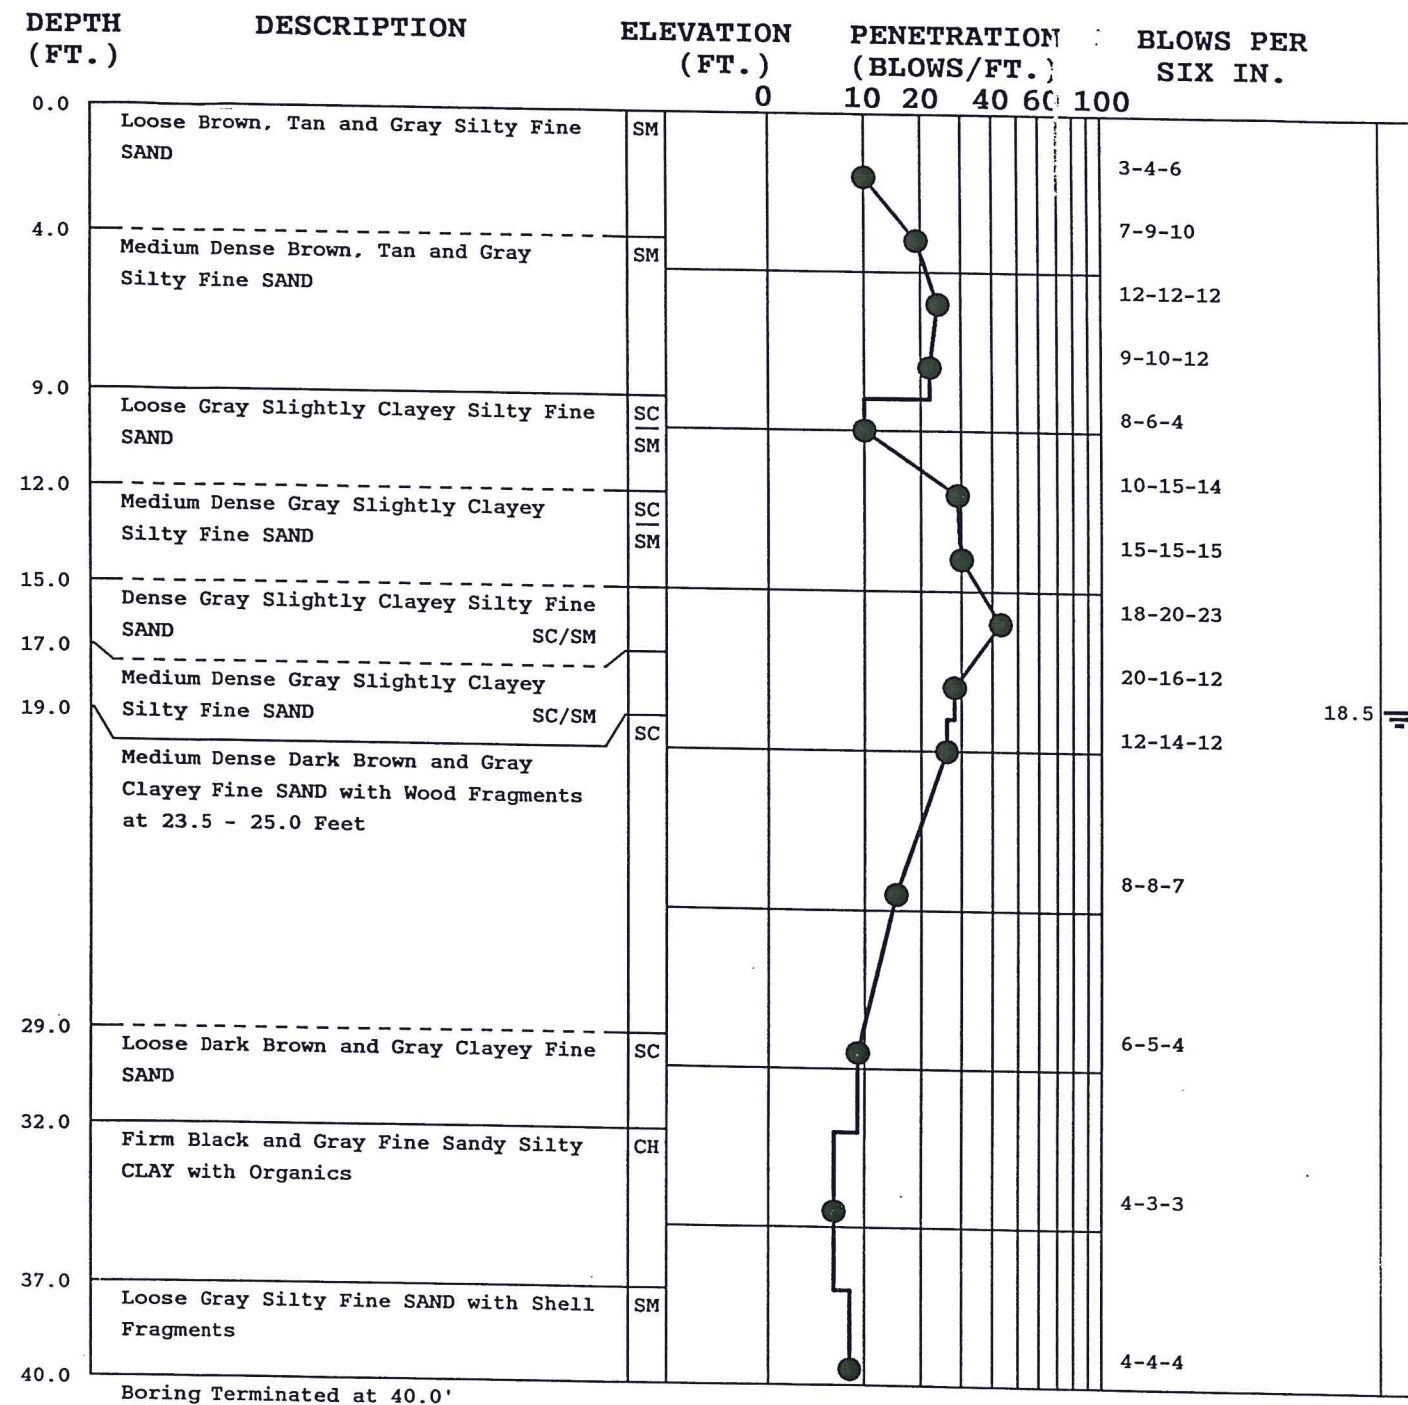 DEPTH DESCRIPTION ELEVATION PENETRATION BLOWS PER
(FT.) (FT.) (BLOWS/FT.) SIX IN.
0 10 20 40 60 100
0.0
Loose Brown, Tan and Gray Silty Fine SM
SAND
3-4-6
4.0
7-9-10
Medium Dense Brown, Tan and Gray SM
Silty Fine SAND
12-12-12
9-10-12
9.0
Loose Gray Slightly Clayey Silty Fine SC
8-6-4
SAND SM
12.0
10-15-14
Medium Dense Gray Slightly Clayey SC
Silty Fine SAND SM
15-15-15
15.0
Dense Gray Slightly Clayey Silty Fine
18-20-23
SAND SC/SM
17.0
Medium Dense Gray Slightly Clayey
20-16-12
19.0
Silty Fine SAND SC/SM
18.5
SC
12-14-12
Medium Dense Dark Brown and Gray
Clayey Fine SAND with Wood Fragments
at 23.5 - 25.0 Feet
8-8-7
29.0
Loose Dark Brown and Gray Clayey Fine SC
6-5-4
SAND
32.0
Firm Black and Gray Fine Sandy Silty CH
CLAY with Organics
4-3-3
37.0
Loose Gray Silty Fine SAND with Shell SM
Fragments
4-4-4
40.0
Boring Terminated at 40.0'